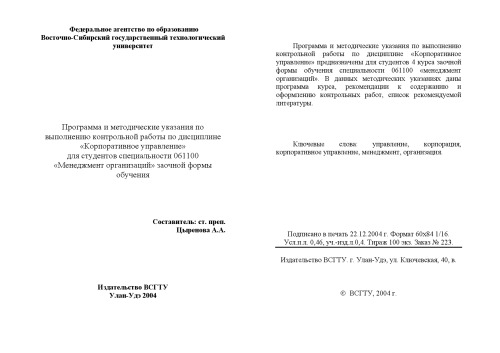 Федеральное агентство по образованию
Восточно-Сибирский государственный технологический
университет
Программа и методические указания по
выполнению контрольной работы по дисциплине
«Корпоративное управление»
для студентов специальности 061100
«Менеджмент организаций» заочной формы
обучения
Составитель: ст. преп.
Цыренова А.А.
Издательство ВСГТУ
Улан-Удэ 2004
Программа и методические указания по выполнению
контрольной работы по дисциплине «Корпоративное
управление» предназначены для студентов 4 курса заочной
формы обучения специальности 061100 «менеджмент
организаций». В данных методических указаниях даны
программа курса, рекомендации к содержанию и
оформлению контрольных работ, список рекомендуемой
литературы.
Ключевые слова: управление, корпорация,
корпоративное управление, менеджмент, организация.
Подписано в печать 22.12.2004 г. Формат 60х84 1/16.
Усл.п.л. 0,46, уч.-изд.л.0,4. Тираж 100 экз. Заказ № 223.
Издательство ВСГТУ. г. Улан-Удэ, ул. Ключевская, 40, в.
© ВСГТУ, 2004 г.